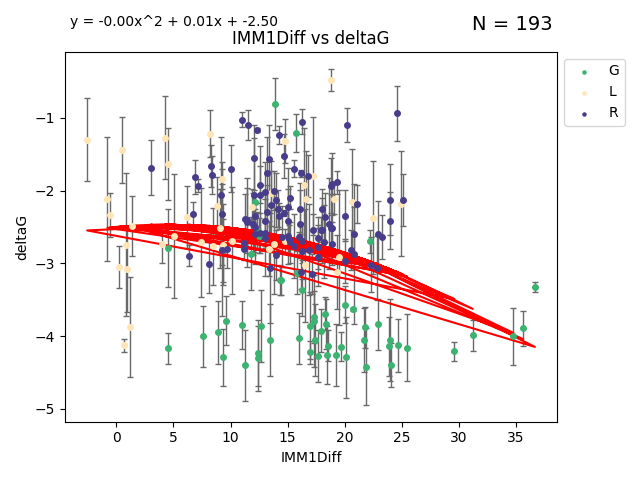 y = -0.00x^2 + 0.01x + -2.50
N = 193
IMM1Diff vs deltaG
G
L
R
deltaG
−1
−2
−3
−4
−5
0 5 10 15 20 25 30 35
IMM1Diff